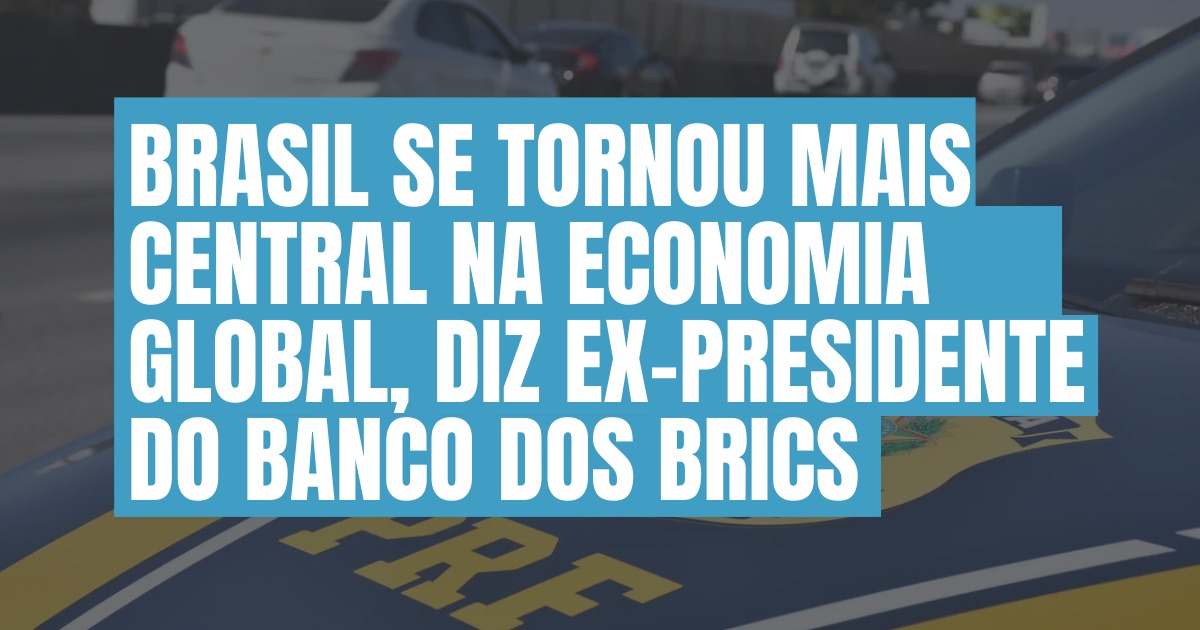 BRASIL SE TORNOU MAIS
CENTRAL NA ECONOMIA
GLOBAL, DIZ EX-PRESIDENTE
DO BANCO DOS BRICS
PRF